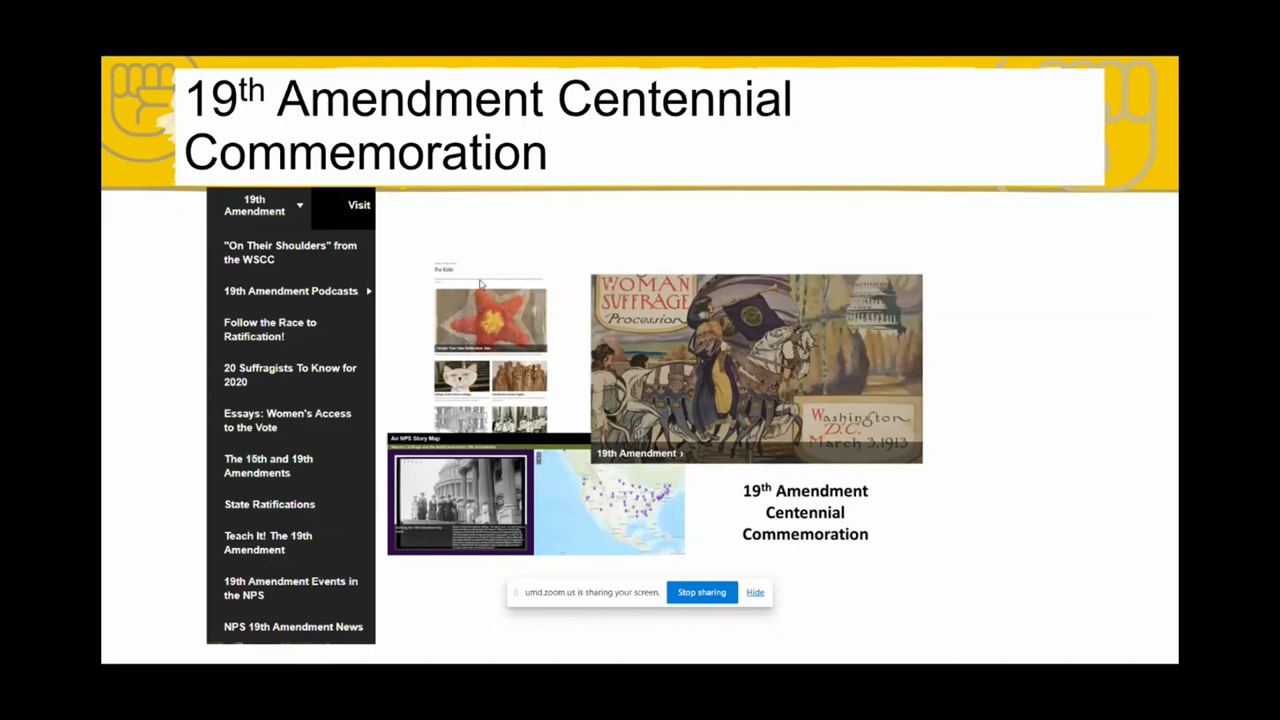 19th Amendment Centennial
Commemoration
19th
Amendment
Visit
"On Their Shoulders" from
the WSCC
19th Amendment Podcasts
Follow the Race to
Ratification!
20 Suffragists To Know for
2020
Essays: Women's Access
to the Vote
The 15th and 19th
Amendments
State Ratifications
Teach It! The 19th
Amendment
19th Amendment Events in
the NPS
NPS 19th Amendment News
For Kids!
An NPS Story Map
WOMAN
SUFFRAGE
Procession
Washington
D.C.
March 3, 1913
19th Amendment ›
19th Amendment
Centennial
Commemoration
umd.zoom.us is sharing your screen.
Stop sharing
Hide